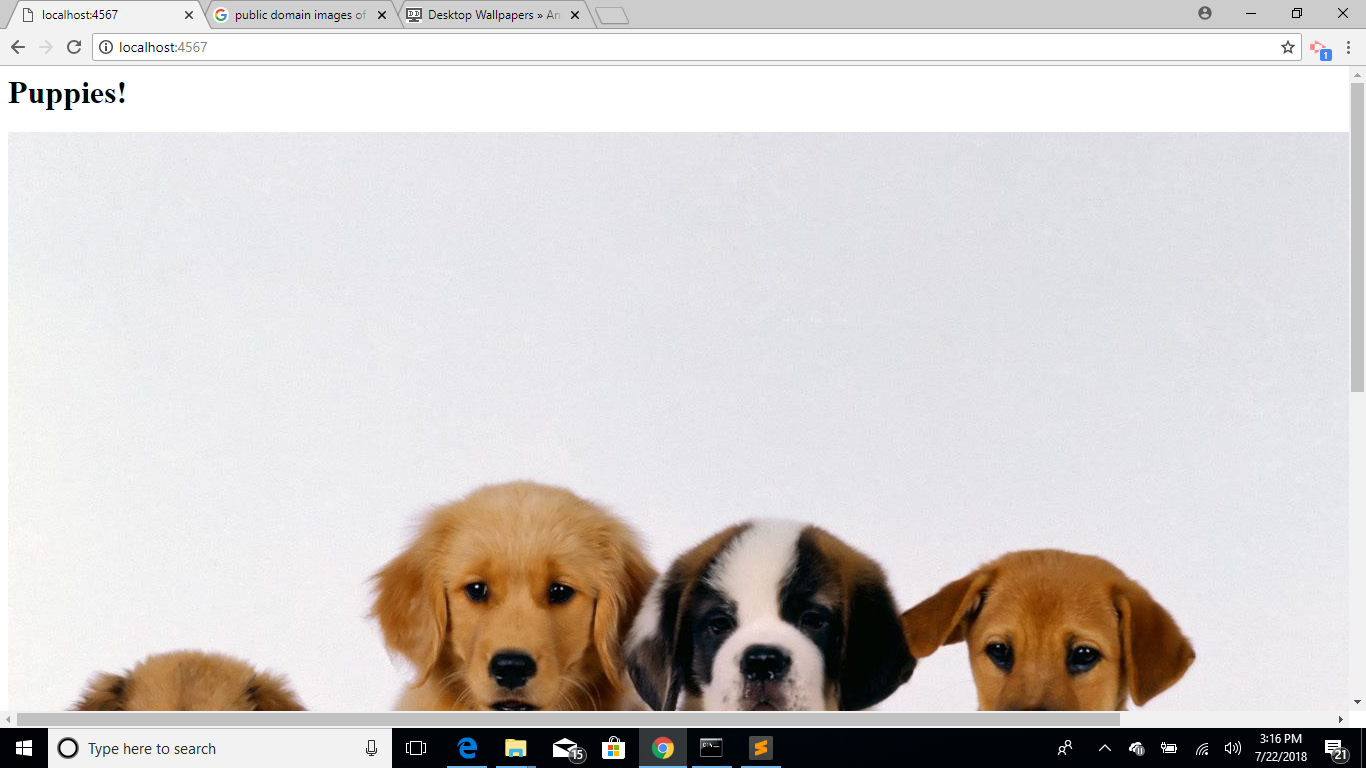 localhost:4567
public domain images of
Desktop Wallpapers » An
localhost:4567
1
Puppies!
Type here to search
15
3:16 PM
7/22/2018
21